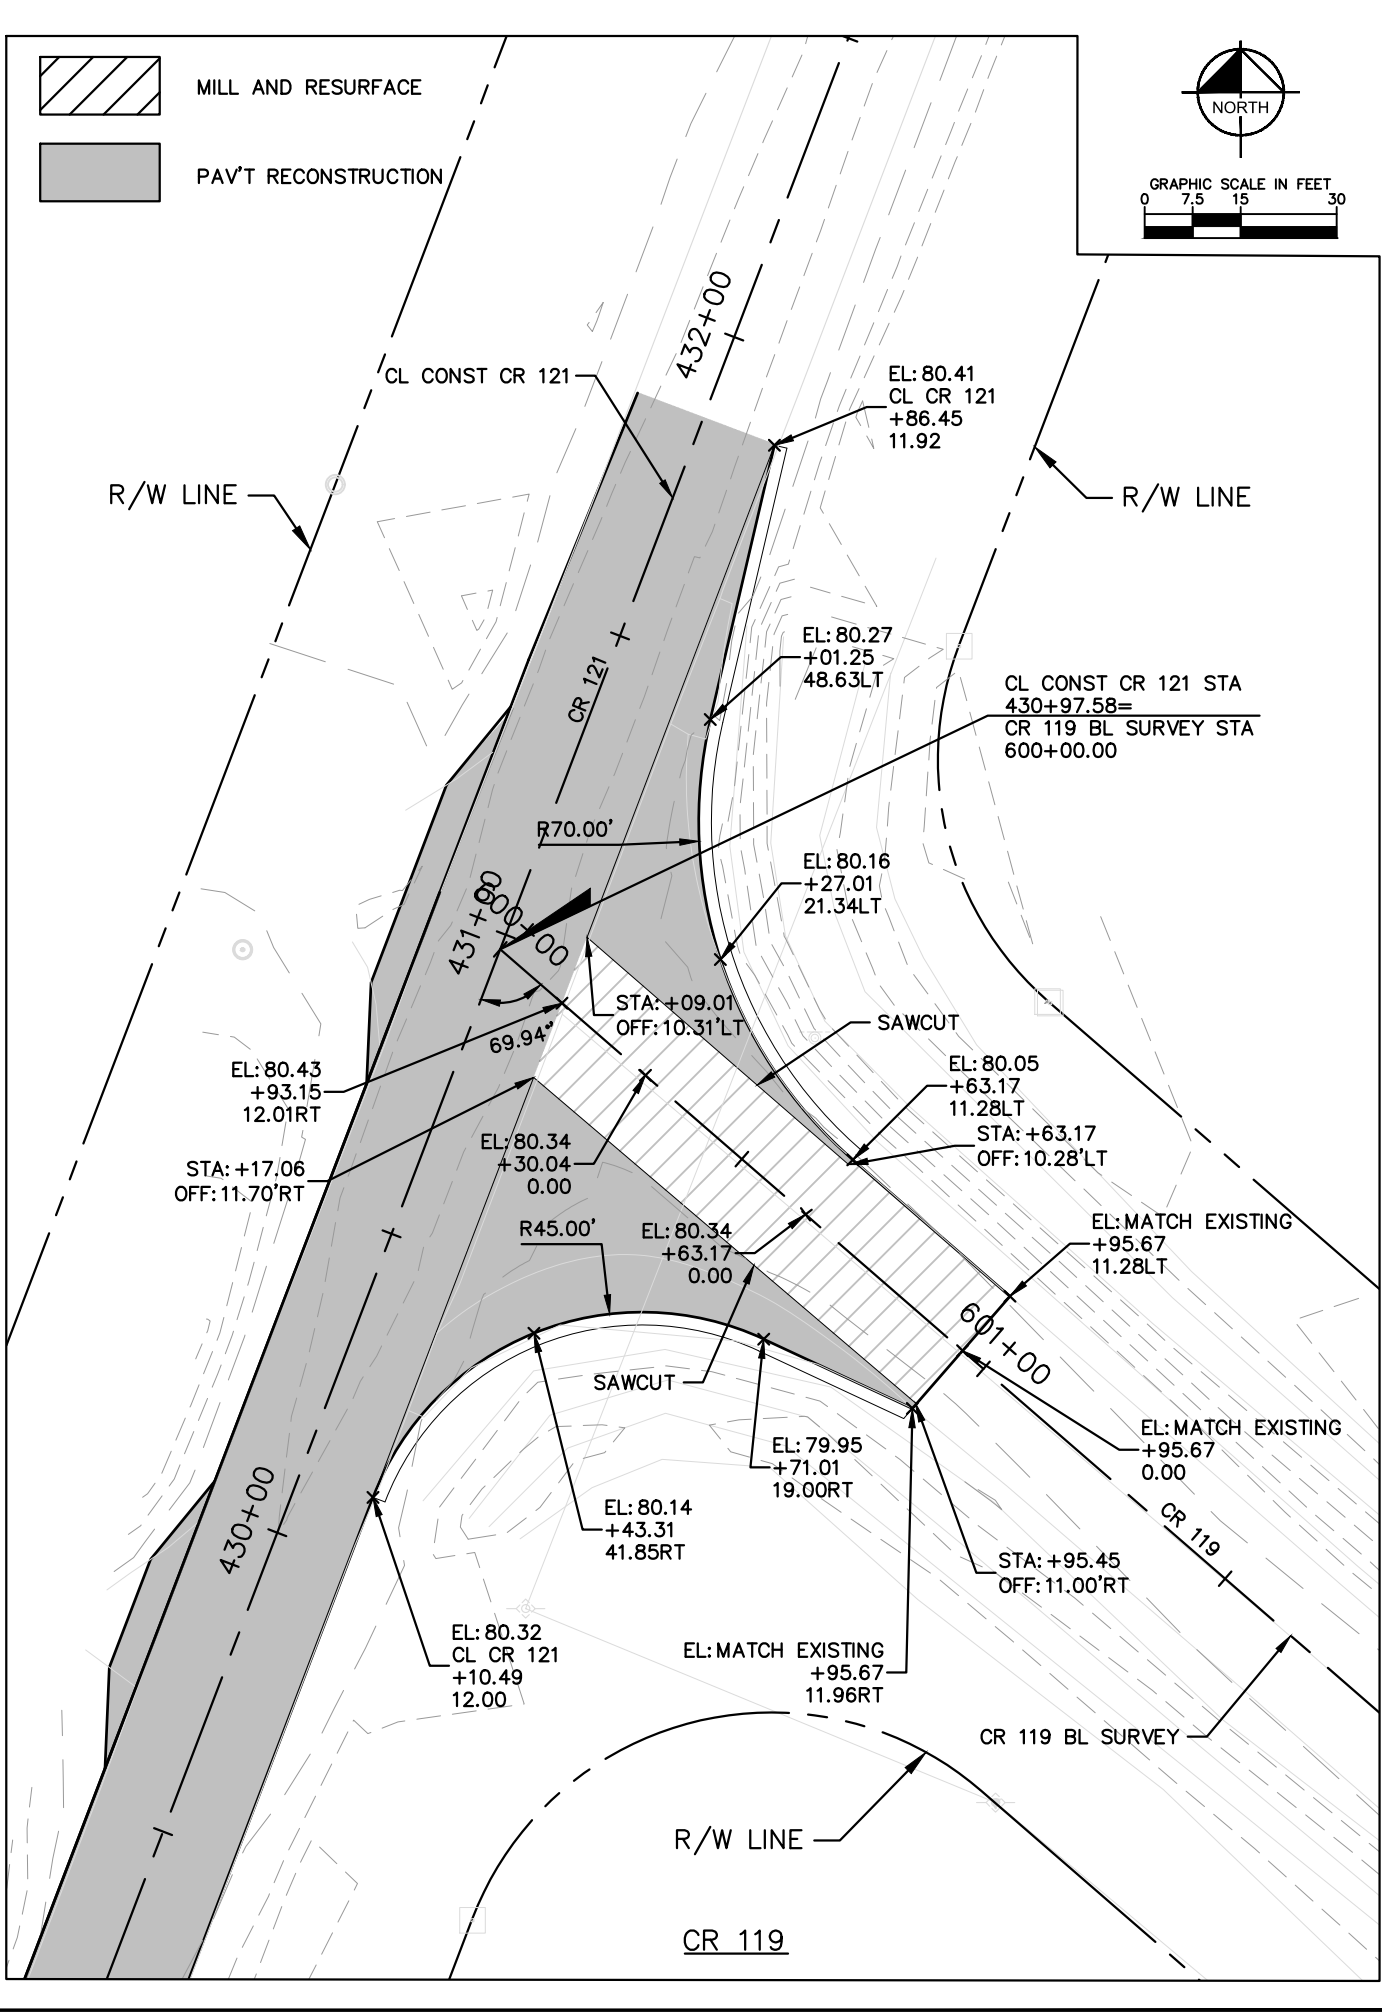 MILL AND RESURFACE
PAV'T RECONSTRUCTION
NORTH
GRAPHIC SCALE IN FEET
0 7.5 15 30
432+00
CL CONST CR 121
EL: 80.41
CL CR 121
+86.45
11.92
R/W LINE
R/W LINE
EL: 80.27
+01.25
48.63LT
CR 121
CL CONST CR 121 STA
430+97.58=
CR 119 BL SURVEY STA
600+00.00
R70.00'
EL: 80.16
+27.01
21.34LT
431+00
600+00
STA: +09.01
OFF: 10.31'LT
SAWCUT
69.94°
EL: 80.43
+93.15
12.01RT
EL: 80.05
+63.17
11.28LT
STA: +63.17
OFF: 10.28'LT
EL: 80.34
+30.04
0.00
STA: +17.06
OFF: 11.70'RT
R45.00'
EL: 80.34
+63.17
0.00
EL: MATCH EXISTING
+95.67
11.28LT
601+00
SAWCUT
EL: MATCH EXISTING
+95.67
0.00
EL: 79.95
+71.01
19.00RT
430+00
EL: 80.14
+43.31
41.85RT
CR 119
STA: +95.45
OFF: 11.00'RT
EL: 80.32
CL CR 121
+10.49
12.00
EL: MATCH EXISTING
+95.67
11.96RT
CR 119 BL SURVEY
R/W LINE
CR 119